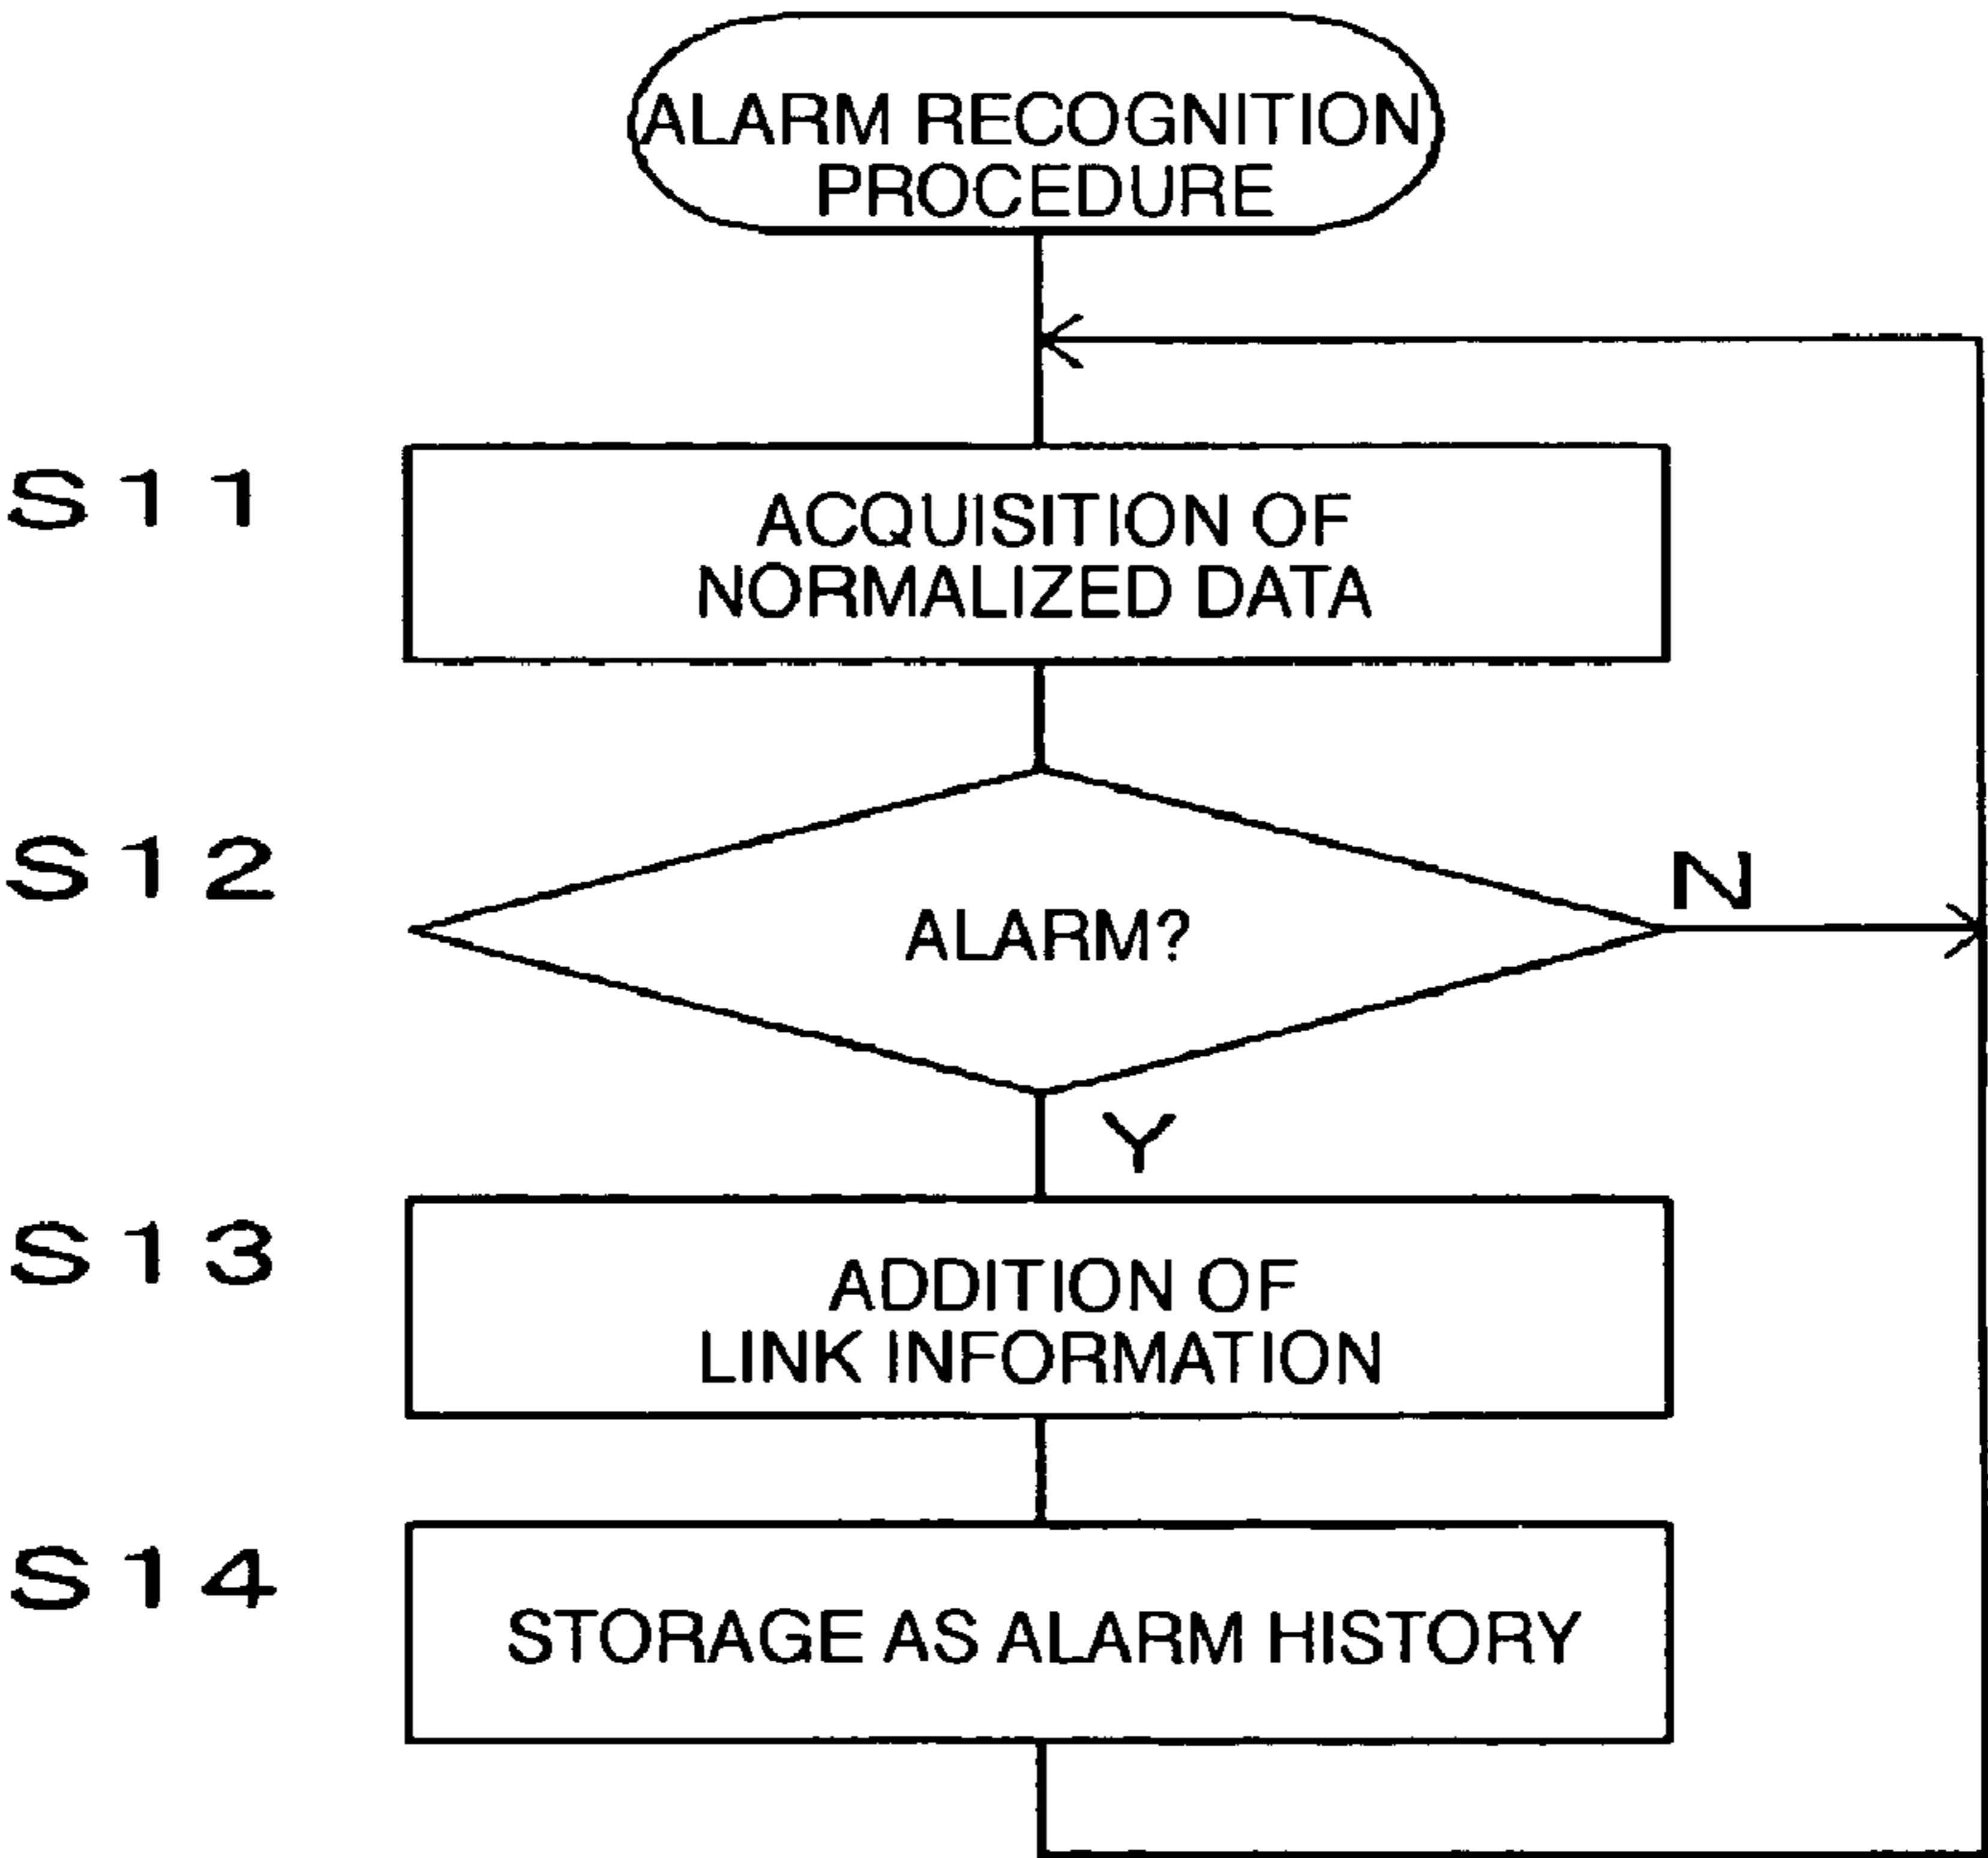 ALARM RECOGNITION
PROCEDURE
S11
ACQUISITION OF
NORMALIZED DATA
S12
ALARM?
N
Y
S13
ADDITION OF
LINK INFORMATION
S14
STORAGE AS ALARM HISTORY